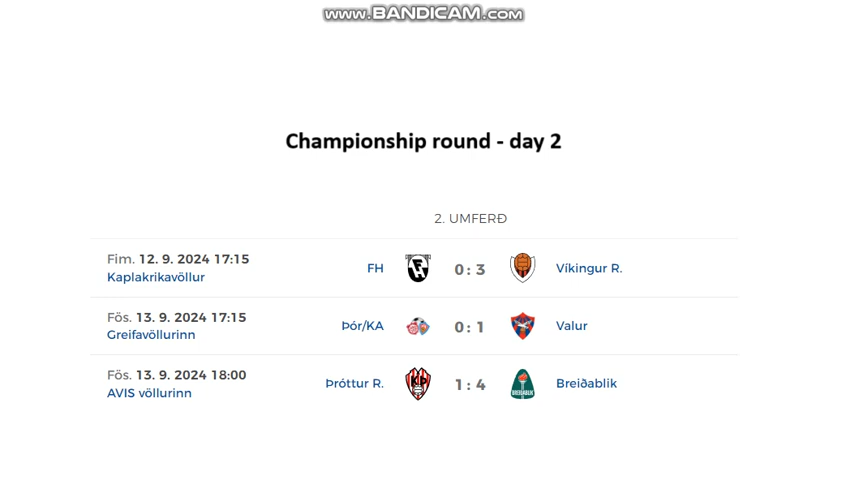 www.BANDICAM.com
Championship round - day 2
2. UMFERÐ
Fim. 12. 9. 2024 17:15
Kaplakrikavöllur
FH 0 : 3 Víkingur R.
Fös. 13. 9. 2024 17:15
Greifavöllurinn
Þór/KA 0 : 1 Valur
Fös. 13. 9. 2024 18:00
AVIS völlurinn
Þróttur R. 1 : 4 Breiðablik
BREIÐABLIK